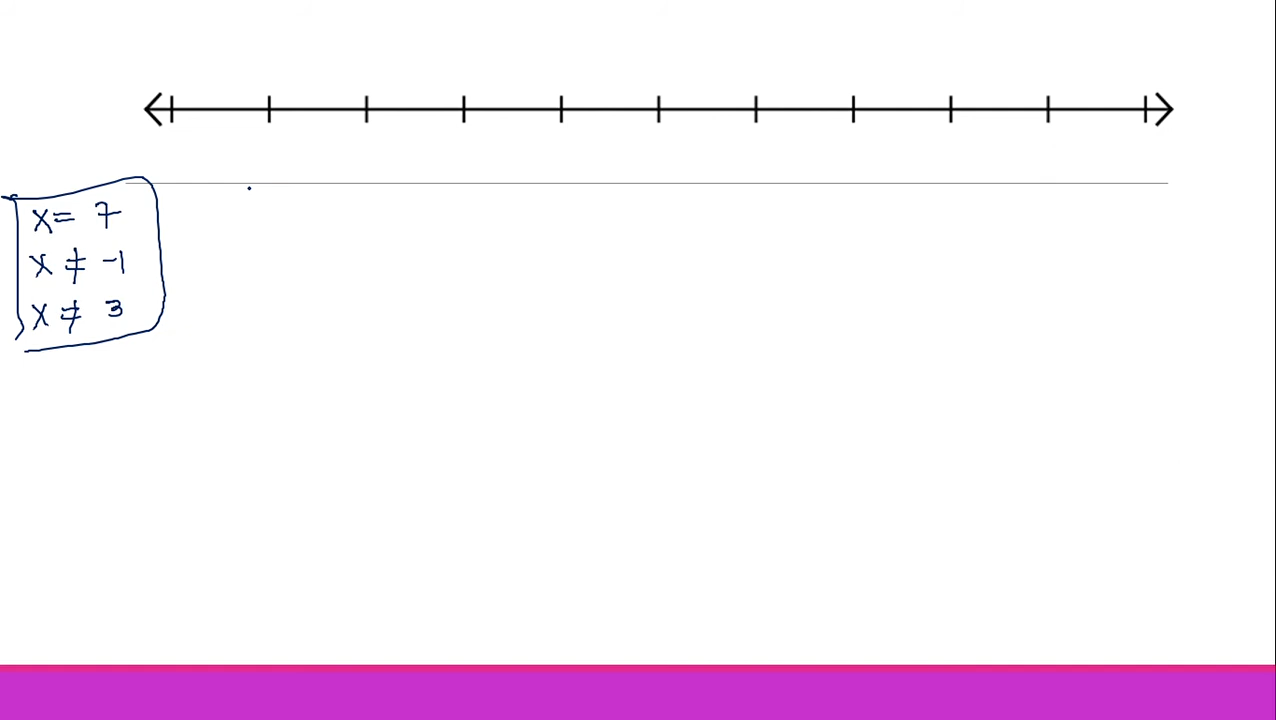 x = 7
x ≠ -1
x ≠ 3